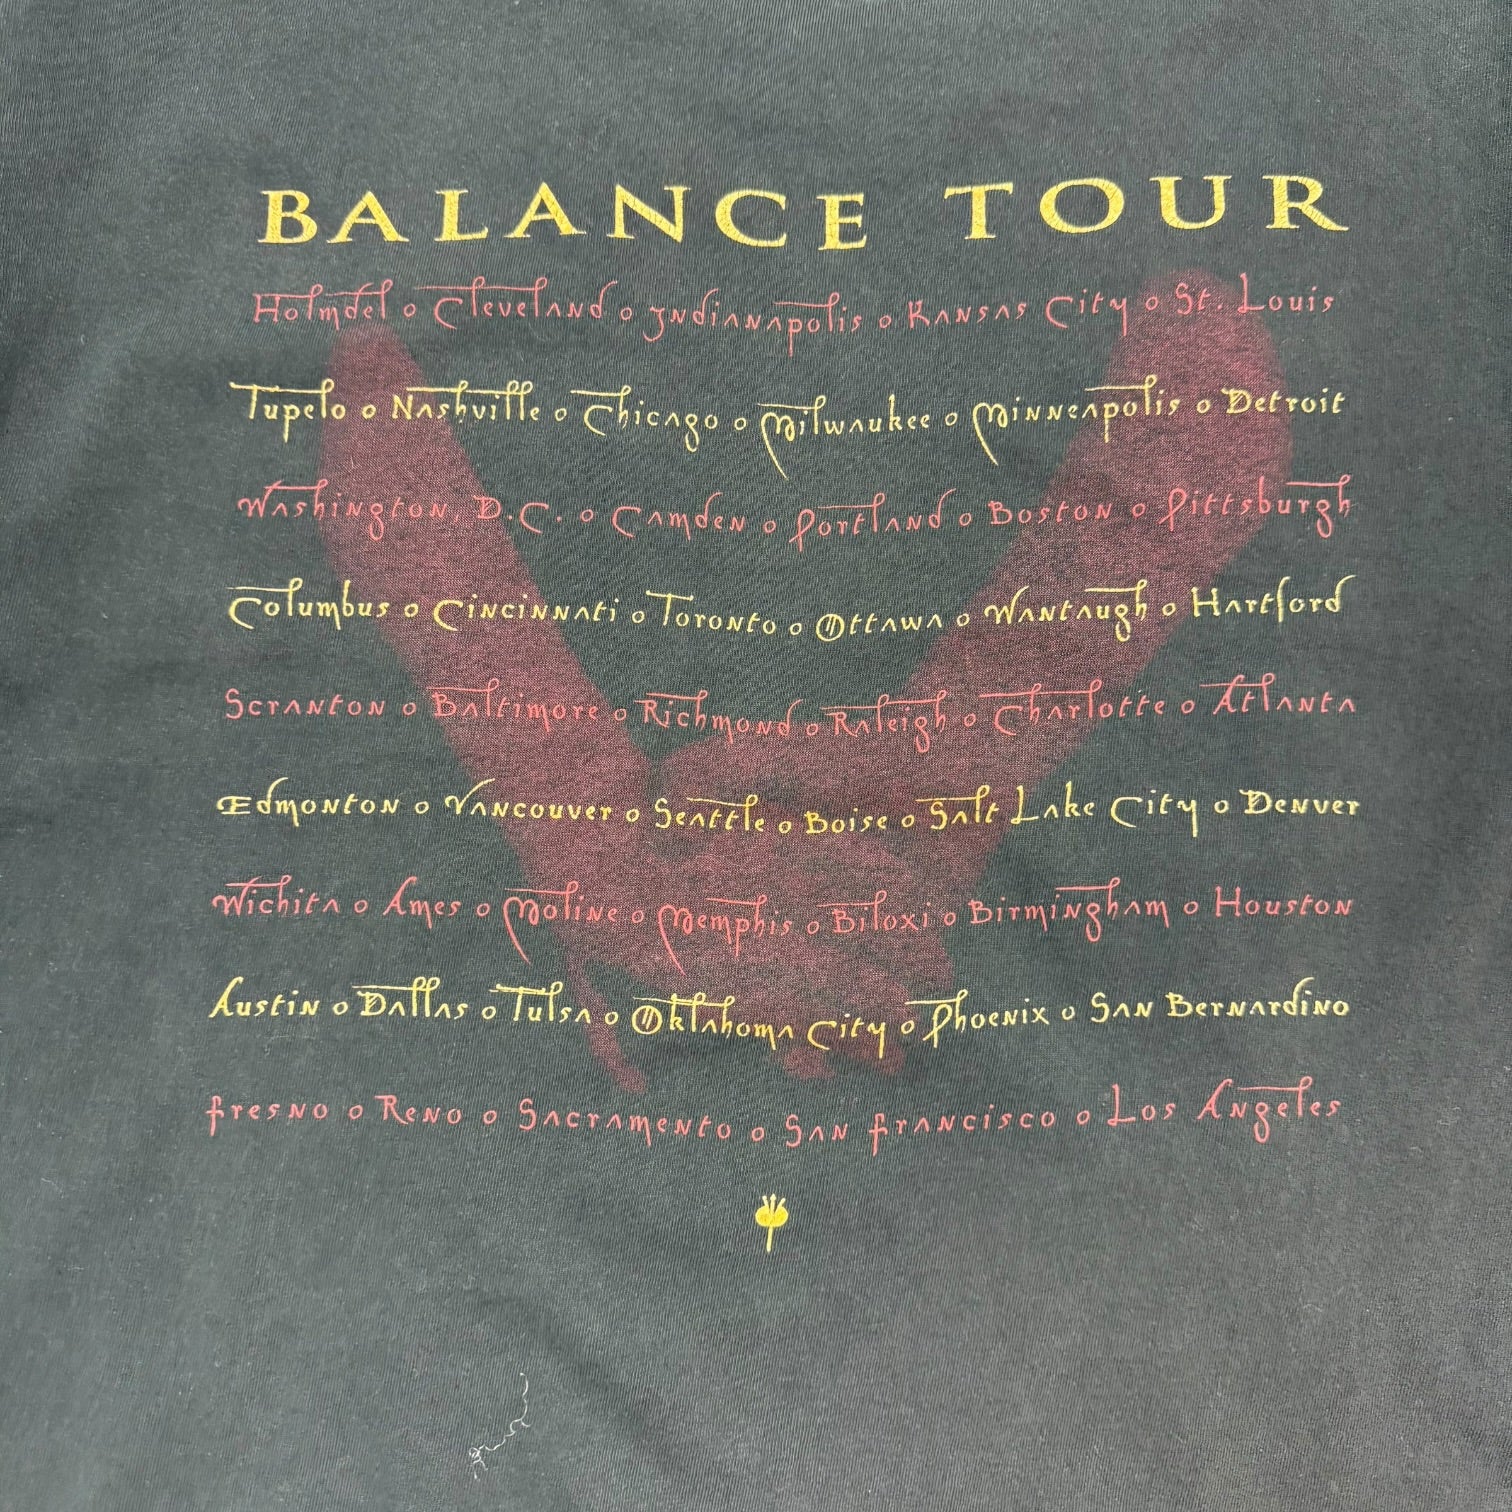 BALANCE TOUR
Holmdel o Cleveland o Indianapolis o Kansas City o St. Louis
Tupelo o Nashville o Chicago o Milwaukee o Minneapolis o Detroit
Washington, D.C. o Camden o Portland o Boston o Pittsburgh
Columbus o Cincinnati o Toronto o Ottawa o Wantaugh o Hartford
Scranton o Baltimore o Richmond o Raleigh o Charlotte o Atlanta
Edmonton o Vancouver o Seattle o Boise o Salt Lake City o Denver
Wichita o Ames o Moline o Memphis o Biloxi o Birmingham o Houston
Austin o Dallas o Tulsa o Oklahoma City o Phoenix o San Bernardino
Fresno o Reno o Sacramento o San Francisco o Los Angeles